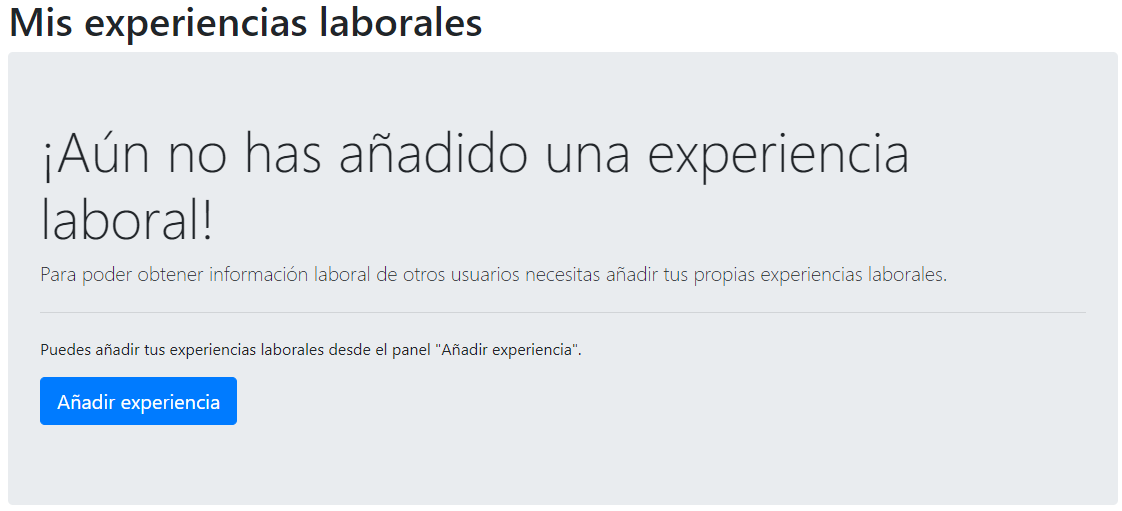 Mis experiencias laborales
¡Aún no has añadido una experiencia
laboral!
Para poder obtener información laboral de otros usuarios necesitas añadir tus propias experiencias laborales.
Puedes añadir tus experiencias laborales desde el panel "Añadir experiencia".
Añadir experiencia